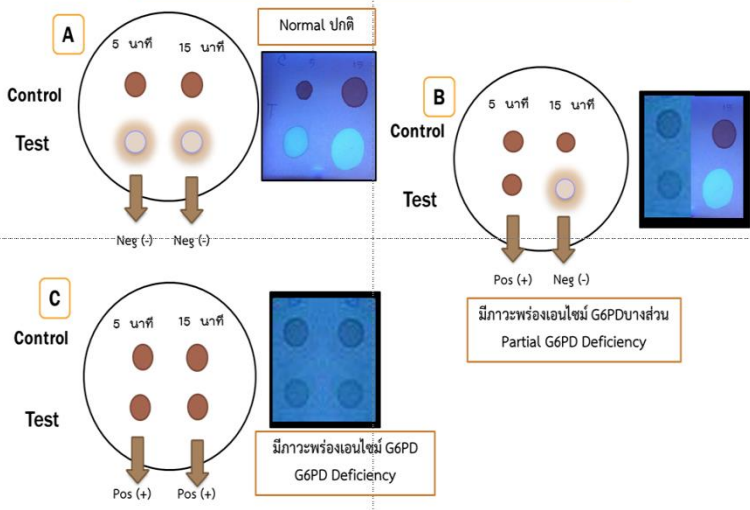 A
Normal ปกติ
5 นาที 15 นาที
Control
Test
Neg (-) Neg (-)
B
5 นาที 15 นาที
Control
Test
Pos (+) Neg (-)
มีภาวะพร่องเอนไซม์ G6PDบางส่วน
Partial G6PD Deficiency
C
5 นาที 15 นาที
Control
Test
Pos (+) Pos (+)
มีภาวะพร่องเอนไซม์ G6PD
G6PD Deficiency